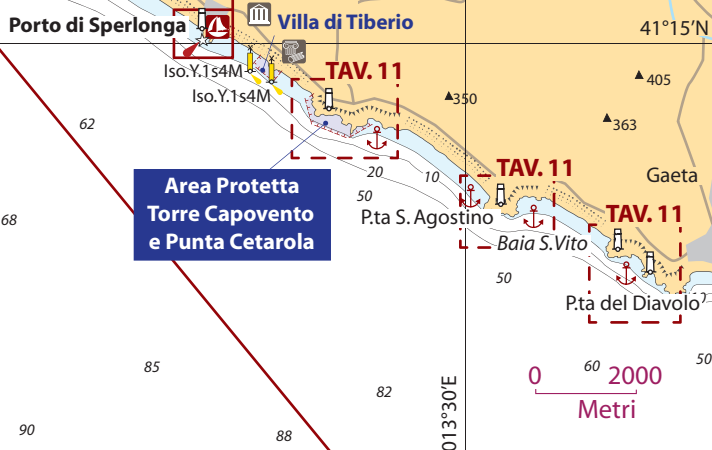 Porto di Sperlonga
Villa di Tiberio
41°15'N
Iso.Y.1s4M
Iso.Y.1s4M
TAV. 11
405
350
363
62
20
10
TAV. 11
Gaeta
Area Protetta
Torre Capovento
e Punta Cetarola
50
P.ta S. Agostino
TAV. 11
68
Baia S.Vito
50
P.ta del Diavolo
85
82
60
50
0 2000
Metri
013°30'E
90
88